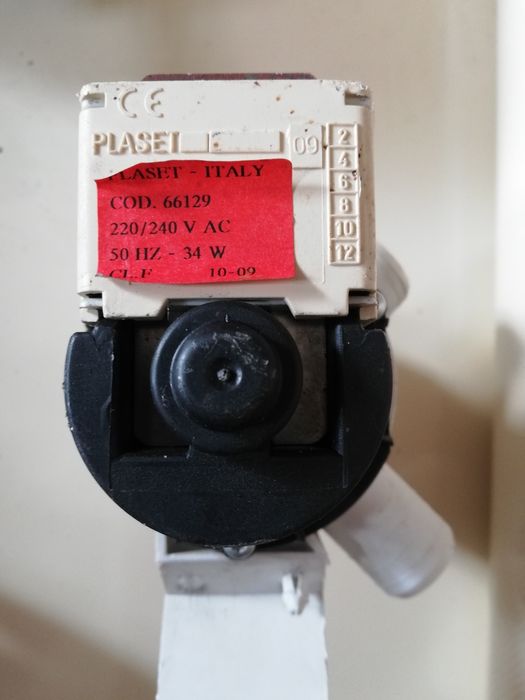 CE
PLASET
09
2
4
6
8
10
12
PLASET - ITALY
COD. 66129
220/240 V AC
50 HZ - 34 W
CL.F 10-09